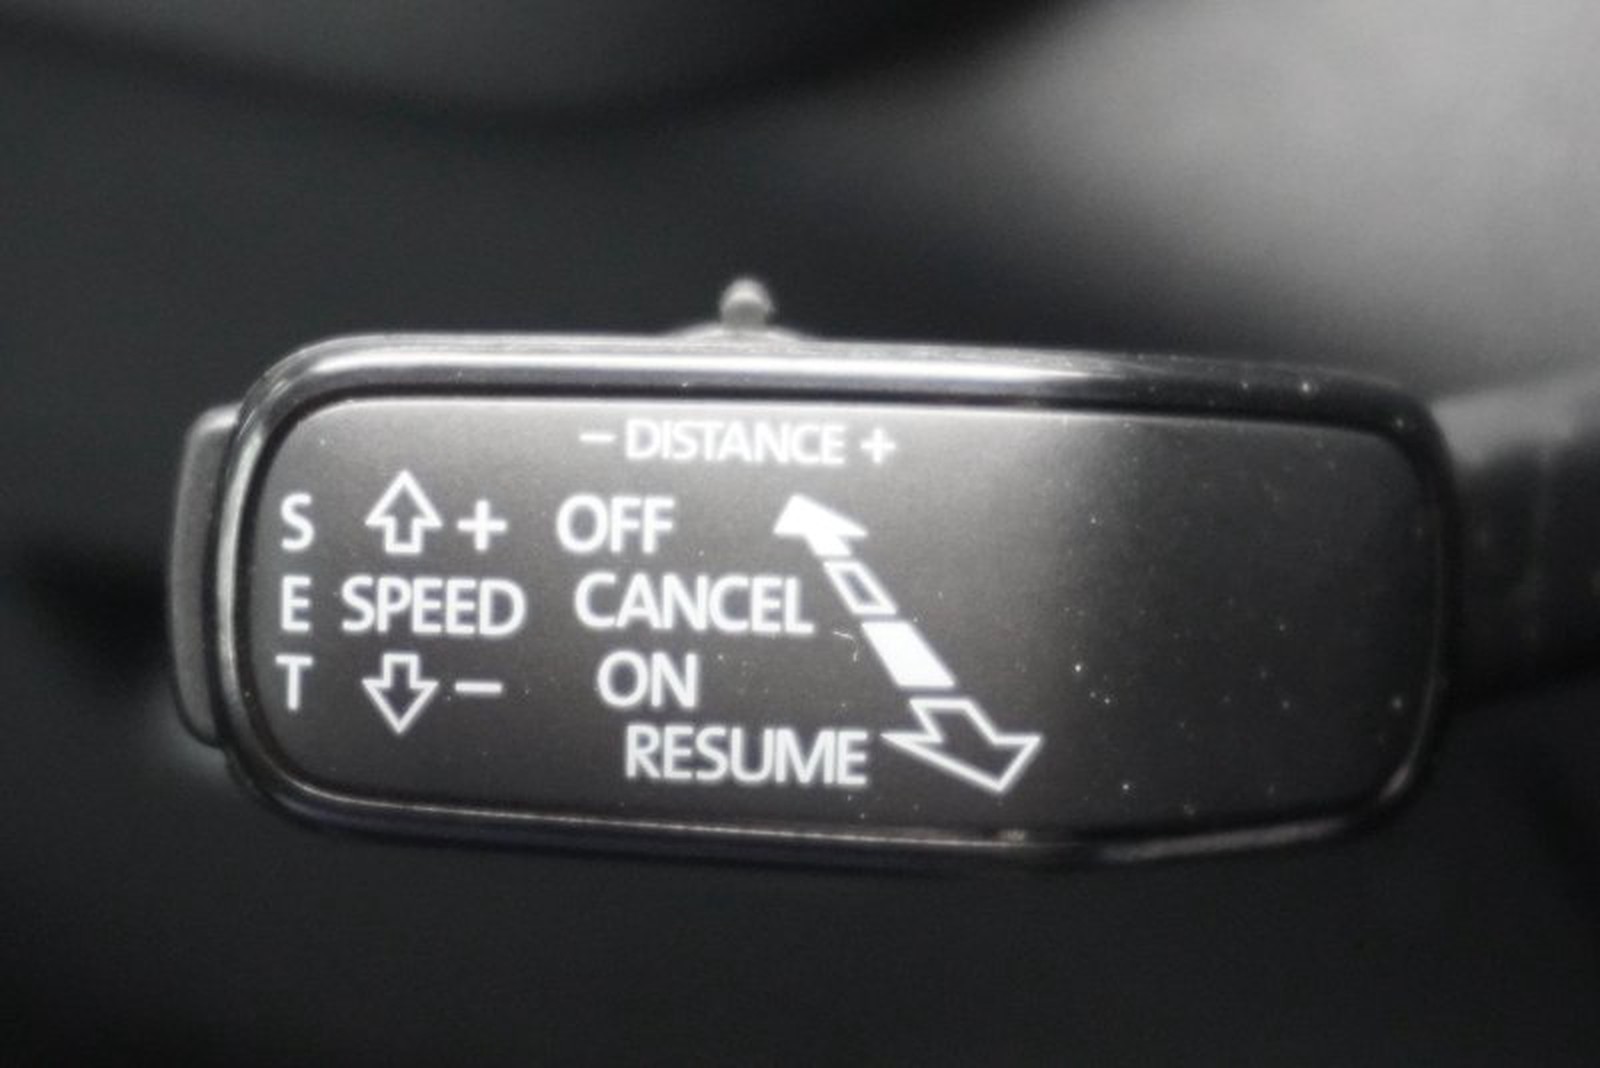 − DISTANCE +
S + OFF
E SPEED CANCEL
T − ON
RESUME